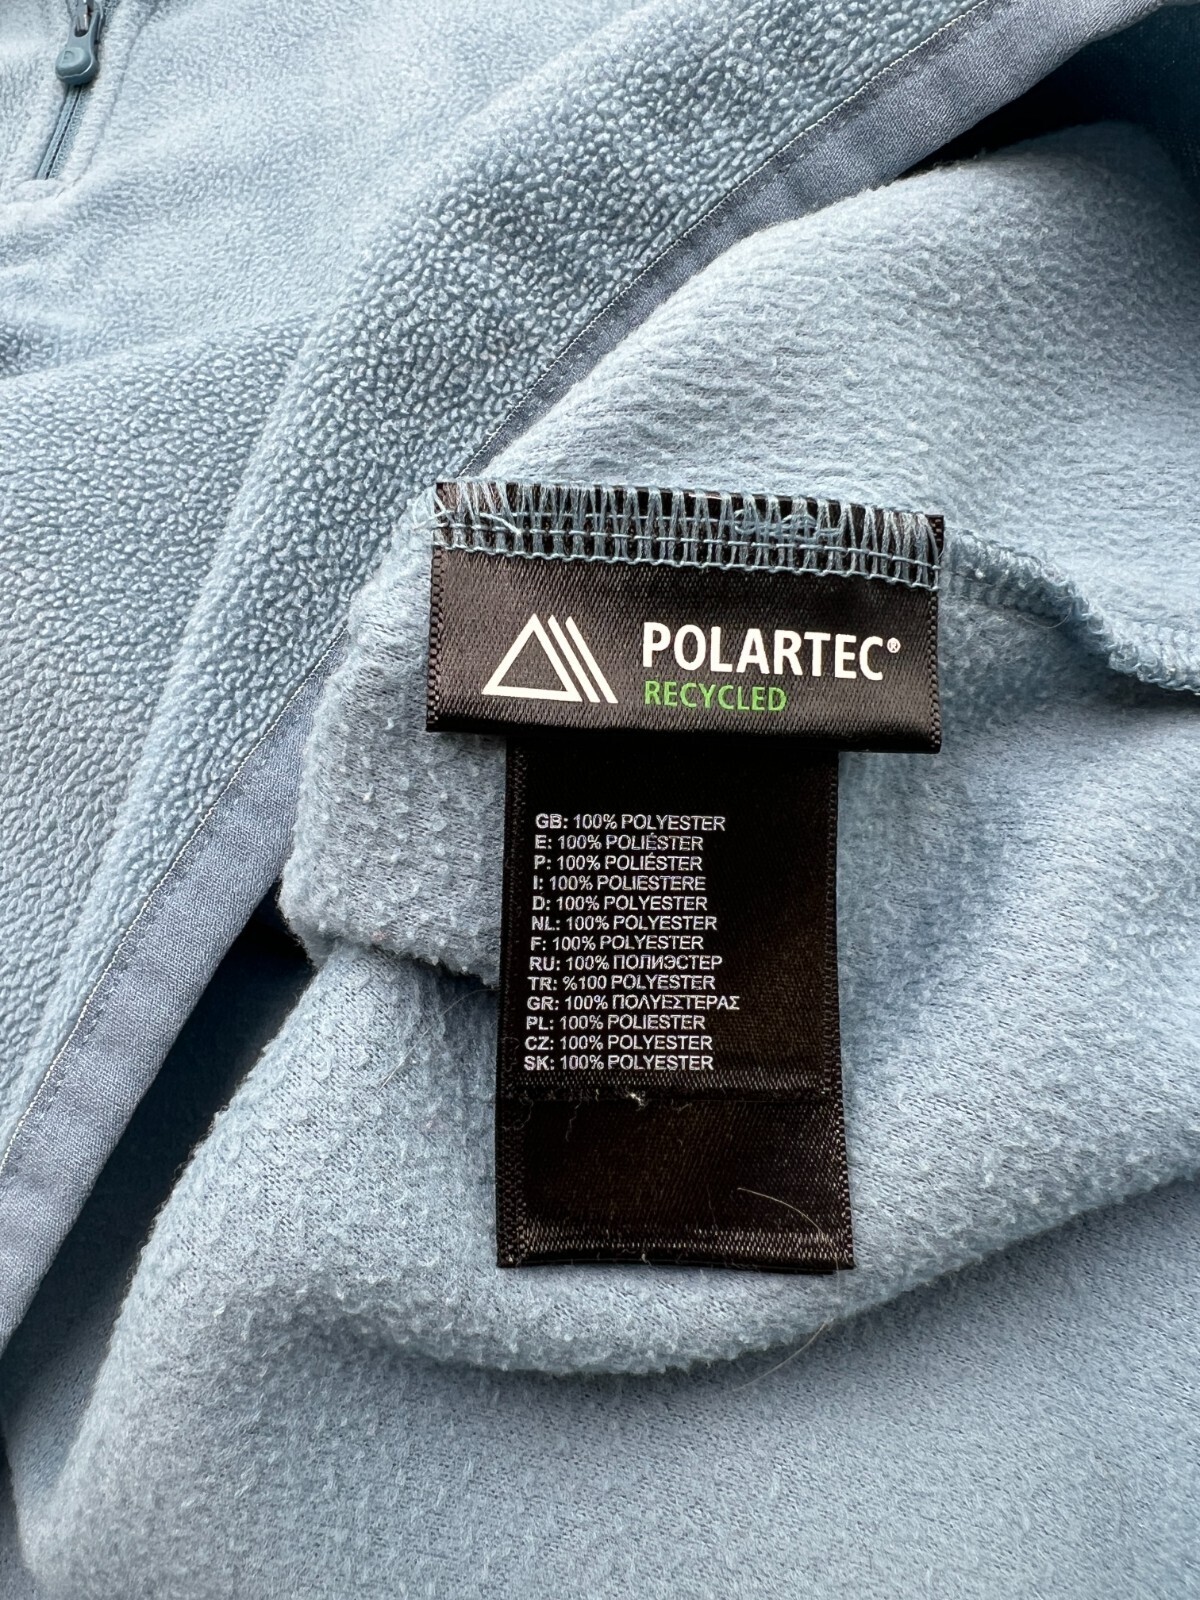 POLARTEC®
RECYCLED
GB: 100% POLYESTER
E: 100% POLIÉSTER
P: 100% POLIÉSTER
I: 100% POLIESTERE
D: 100% POLYESTER
NL: 100% POLYESTER
F: 100% POLYESTER
RU: 100% ПОЛИЭСТЕР
TR: %100 POLYESTER
GR: 100% ΠΟΛΥΕΣΤΕΡΑΣ
PL: 100% POLIESTER
CZ: 100% POLYESTER
SK: 100% POLYESTER